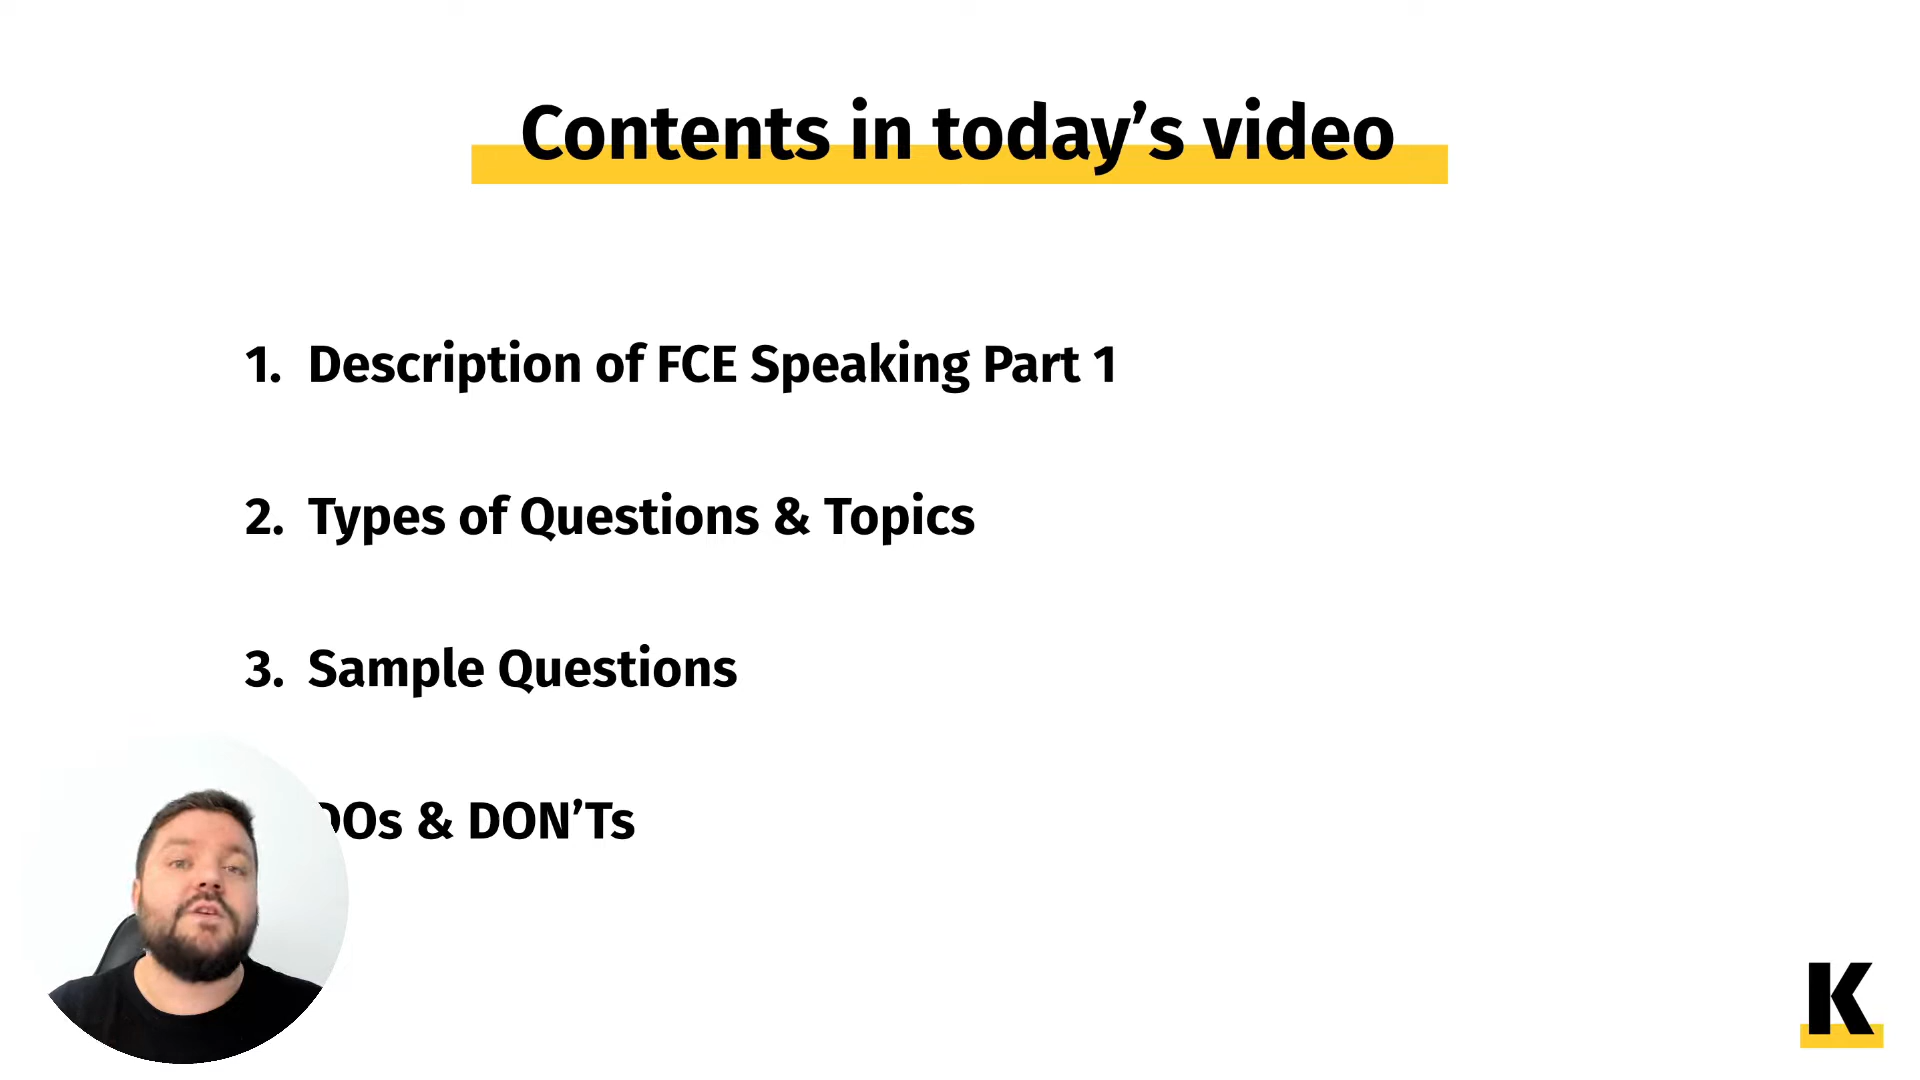 Contents in today’s video
1. Description of FCE Speaking Part 1
2. Types of Questions & Topics
3. Sample Questions
DOs & DON’Ts
K